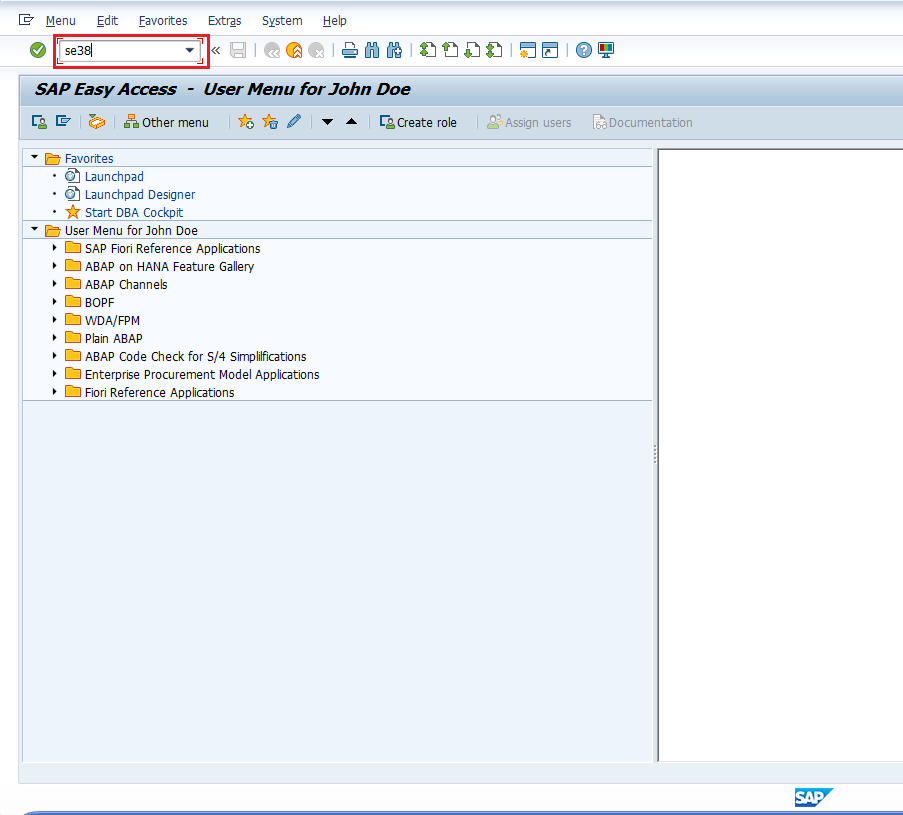 Menu Edit Favorites Extras System Help
se38
SAP Easy Access - User Menu for John Doe
Other menu Create role Assign users Documentation
Favorites
Launchpad
Launchpad Designer
Start DBA Cockpit
User Menu for John Doe
SAP Fiori Reference Applications
ABAP on HANA Feature Gallery
ABAP Channels
BOPF
WDA/FPM
Plain ABAP
ABAP Code Check for S/4 Simplilfications
Enterprise Procurement Model Applications
Fiori Reference Applications
SAP